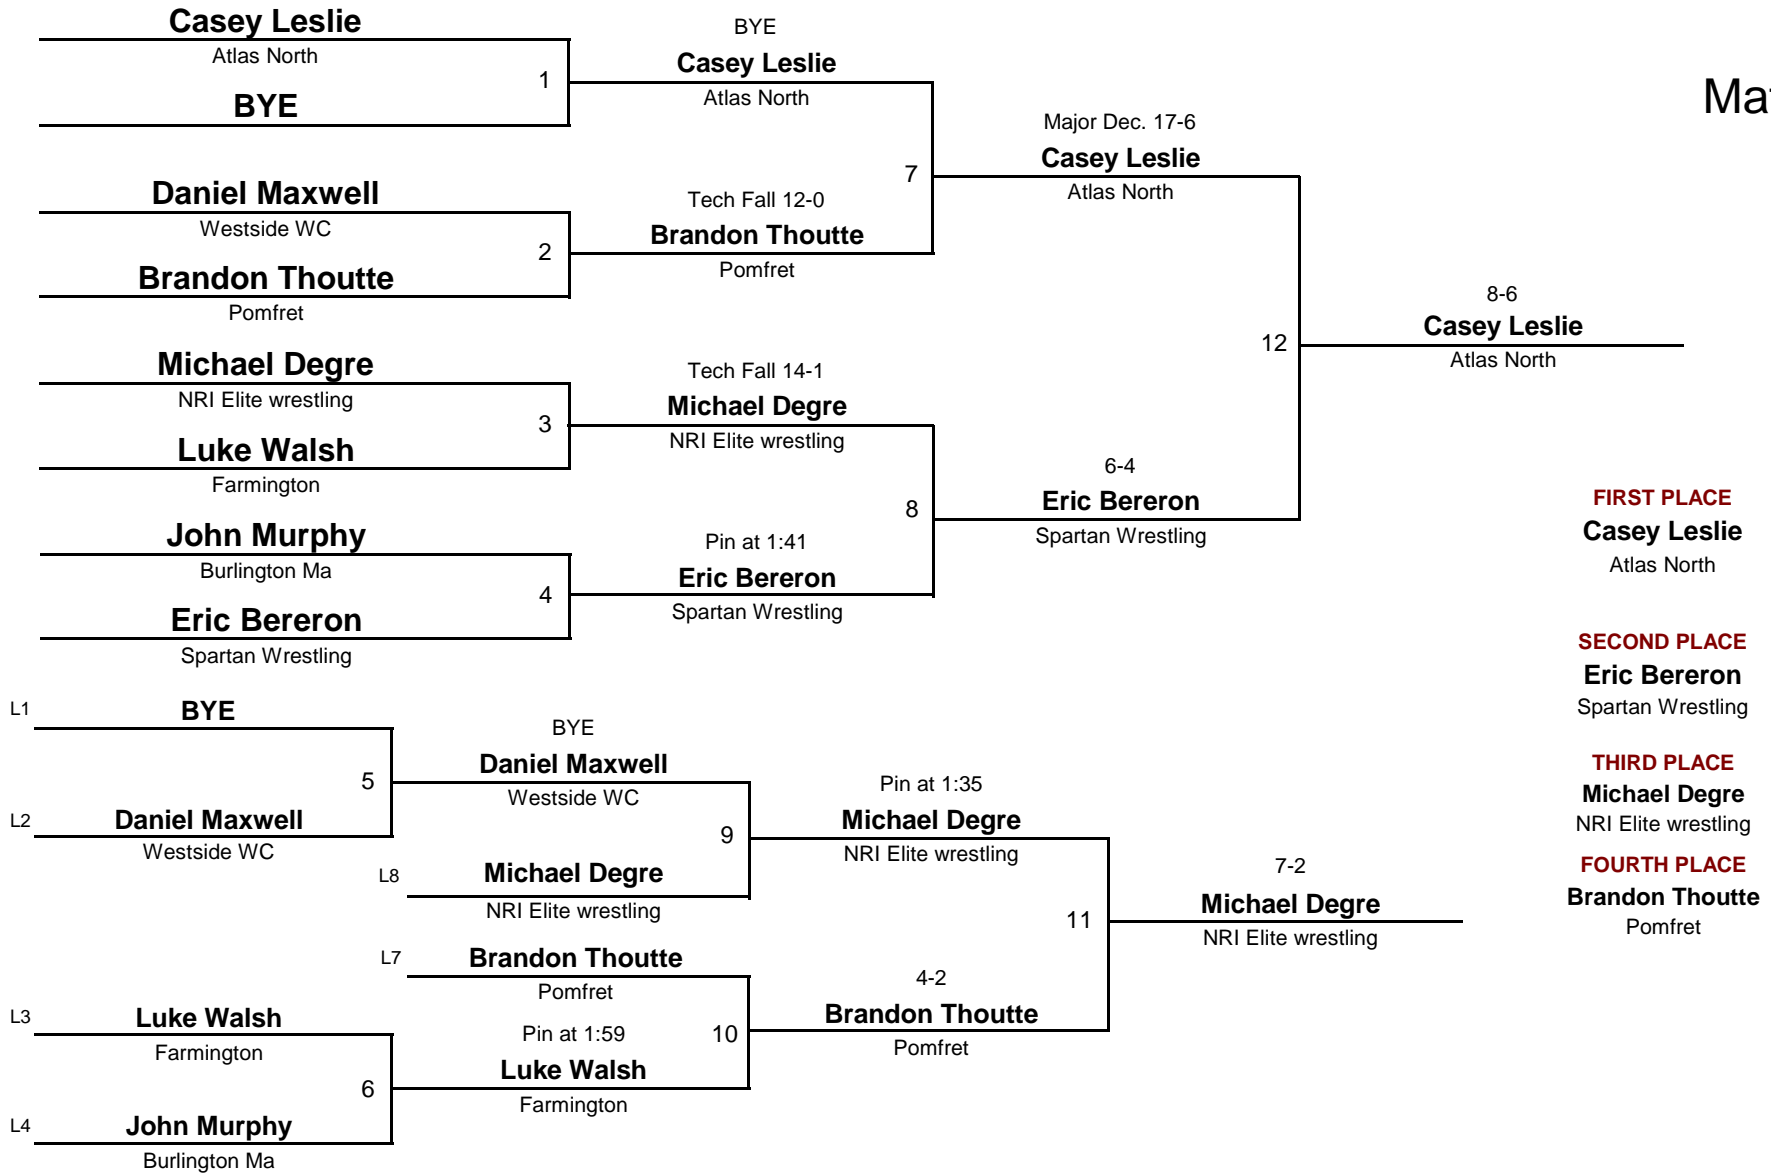 Casey Leslie
Atlas North
1
BYE
BYE
Casey Leslie
Atlas North
Daniel Maxwell
Westside WC
2
Brandon Thoutte
Pomfret
Tech Fall 12-0
Brandon Thoutte
Pomfret
7
Major Dec. 17-6
Casey Leslie
Atlas North
Michael Degre
NRI Elite wrestling
3
Luke Walsh
Farmington
Tech Fall 14-1
Michael Degre
NRI Elite wrestling
John Murphy
Burlington Ma
4
Eric Bereron
Spartan Wrestling
Pin at 1:41
Eric Bereron
Spartan Wrestling
8
6-4
Eric Bereron
Spartan Wrestling
12
8-6
Casey Leslie
Atlas North
L1
BYE
5
L2
Daniel Maxwell
Westside WC
BYE
Daniel Maxwell
Westside WC
9
L8
Michael Degre
NRI Elite wrestling
Pin at 1:35
Michael Degre
NRI Elite wrestling
L7
Brandon Thoutte
Pomfret
10
L3
Luke Walsh
Farmington
6
L4
John Murphy
Burlington Ma
Pin at 1:59
Luke Walsh
Farmington
4-2
Brandon Thoutte
Pomfret
11
7-2
Michael Degre
NRI Elite wrestling
FIRST PLACE
Casey Leslie
Atlas North
SECOND PLACE
Eric Bereron
Spartan Wrestling
THIRD PLACE
Michael Degre
NRI Elite wrestling
FOURTH PLACE
Brandon Thoutte
Pomfret